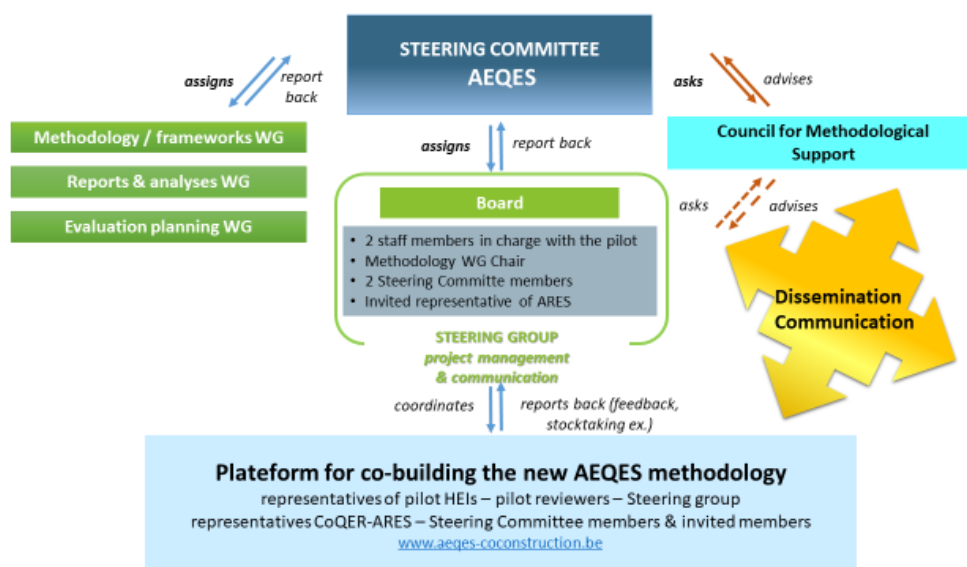 STEERING COMMITTEE
AEQES
assigns
report
back
asks
advises
Methodology / frameworks WG
Reports & analyses WG
Evaluation planning WG
assigns
report back
Council for Methodological
Support
asks
advises
Board
• 2 staff members in charge with the pilot
• Methodology WG Chair
• 2 Steering Committe members
• Invited representative of ARES
STEERING GROUP
project management
& communication
Dissemination
Communication
coordinates
reports back (feedback,
stocktaking ex.)
Plateform for co-building the new AEQES methodology
representatives of pilot HEIs – pilot reviewers – Steering group
representatives CoQER-ARES – Steering Committee members & invited members
www.aeqes-coconstruction.be